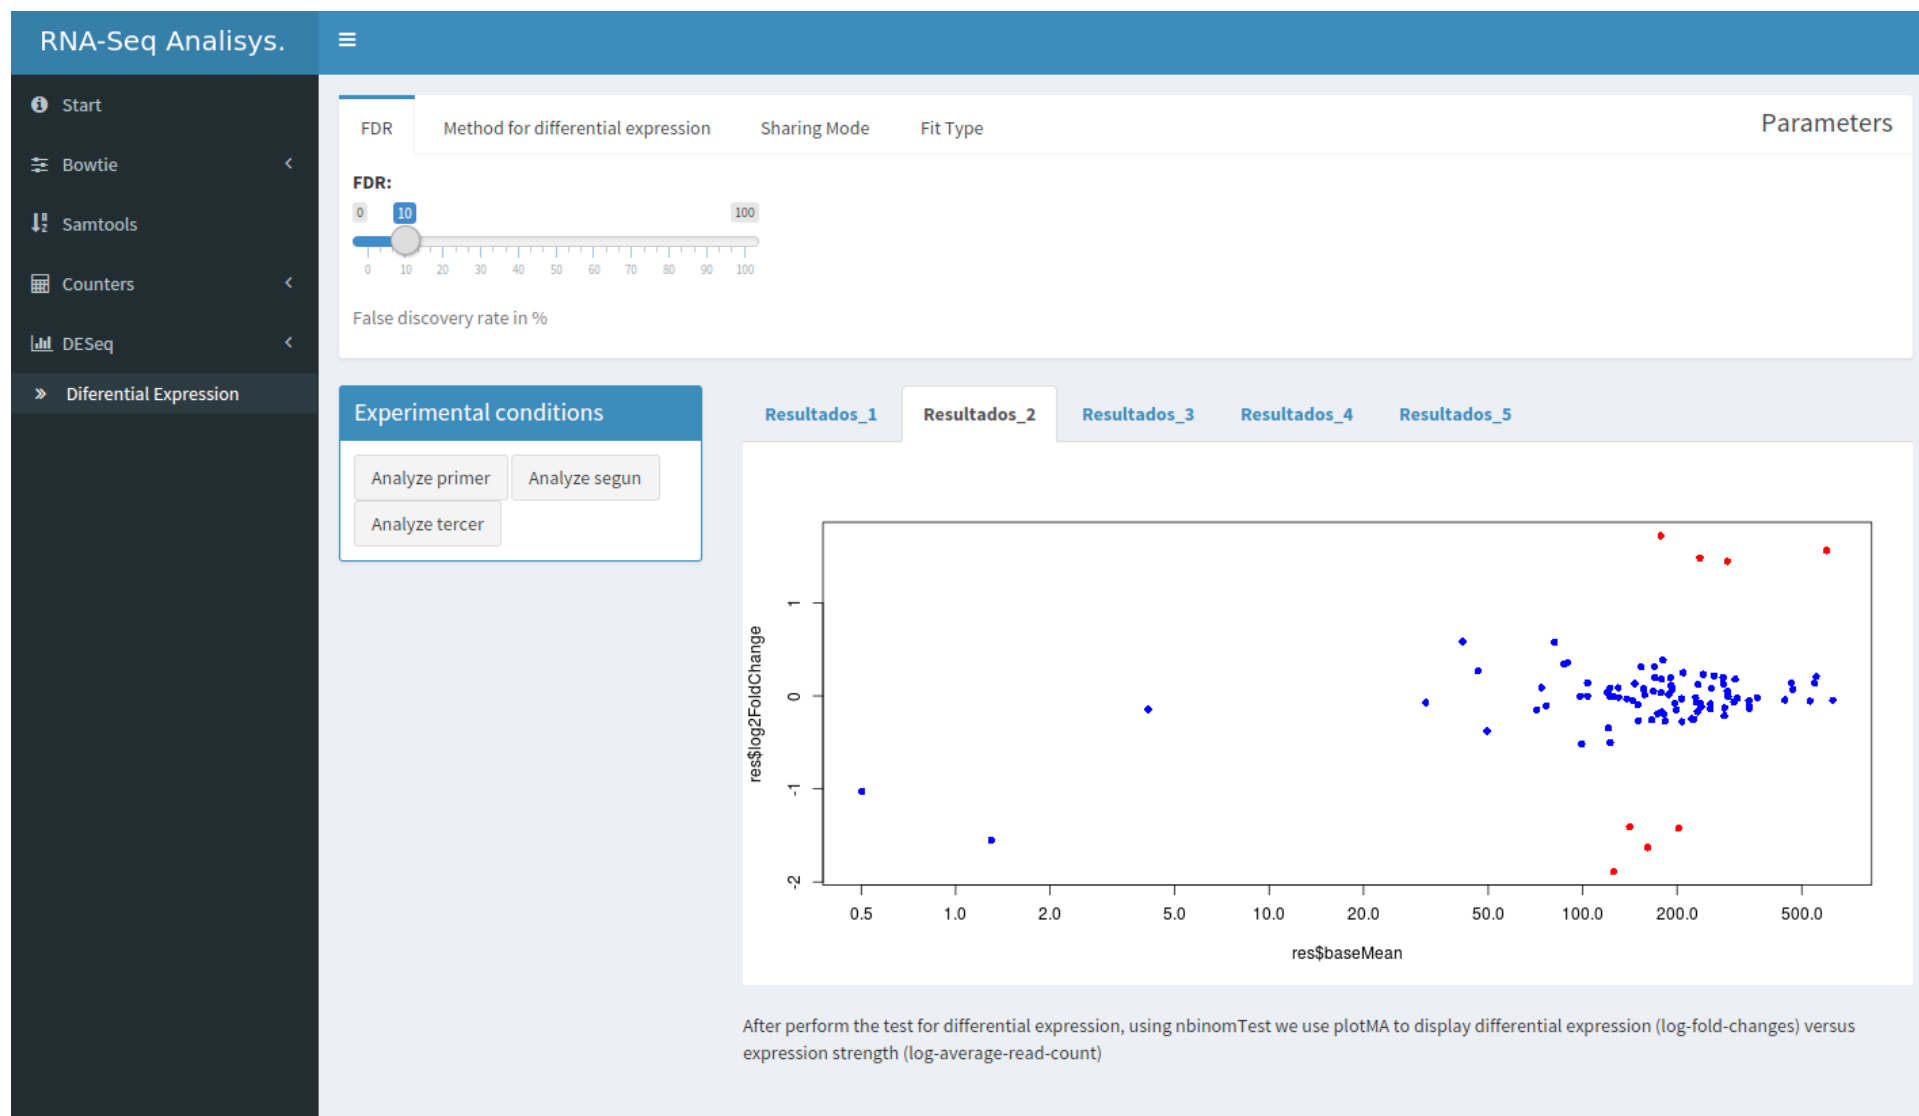 RNA-Seq Analisys.
Start
Bowtie
Samtools
Counters
DESeq
Diferential Expression
FDR
Method for differential expression
Sharing Mode
Fit Type
Parameters
FDR:
0
10
100
0 10 20 30 40 50 60 70 80 90 100
False discovery rate in %
Experimental conditions
Analyze primer
Analyze segun
Analyze tercer
Resultados_1
Resultados_2
Resultados_3
Resultados_4
Resultados_5
res$log2FoldChange
1
0
-1
-2
0.5 1.0 2.0 5.0 10.0 20.0 50.0 100.0 200.0 500.0
res$baseMean
After perform the test for differential expression, using nbinomTest we use plotMA to display differential expression (log-fold-changes) versus
expression strength (log-average-read-count)